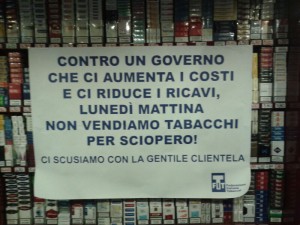 CONTRO UN GOVERNO
CHE CI AUMENTA I COSTI
E CI RIDUCE I RICAVI,
LUNEDÌ MATTINA
NON VENDIAMO TABACCHI
PER SCIOPERO!
CI SCUSIAMO CON LA GENTILE CLIENTELA
FIT